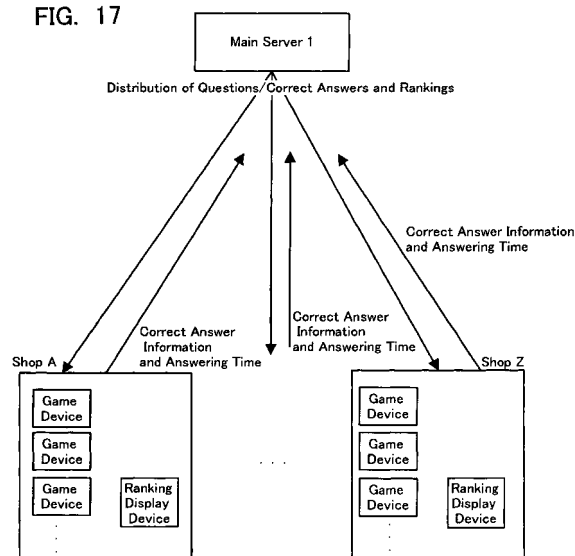 FIG. 17
Main Server 1
Distribution of Questions/Correct Answers and Rankings
Correct Answer Information
and Answering Time
Correct Answer
Information
and Answering Time
Correct Answer
Information
and Answering Time
Shop A
Game
Device
Game
Device
Game
Device
Ranking
Display
Device
. . .
Shop Z
Game
Device
Game
Device
Game
Device
Ranking
Display
Device